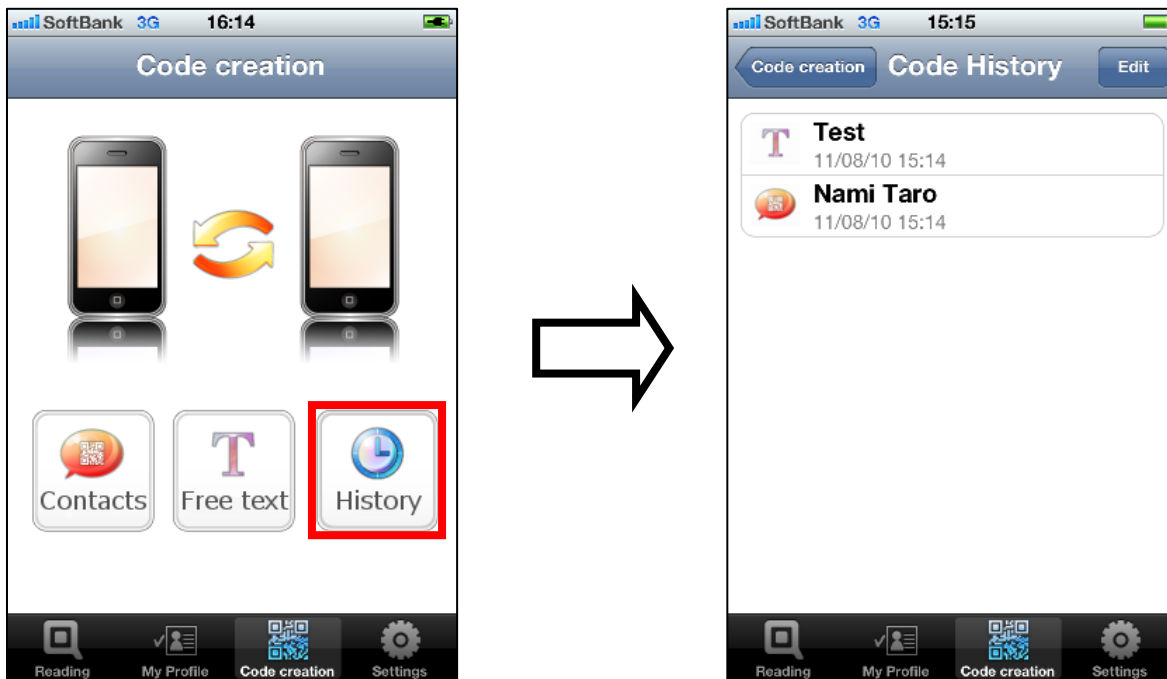 SoftBank 3G 16:14
Code creation
Contacts
Free text
History
Reading
My Profile
Code creation
Settings
SoftBank 3G 15:15
Code creation
Code History
Edit
T
Test
11/08/10 15:14
Nami Taro
11/08/10 15:14
Reading
My Profile
Code creation
Settings